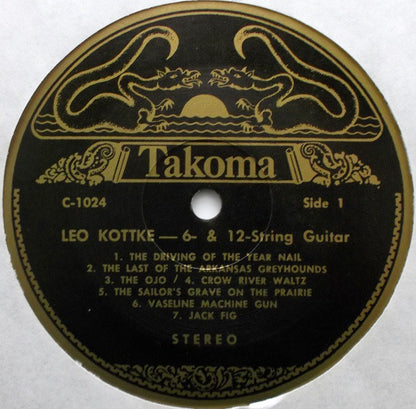 Takoma
C-1024 Side 1
LEO KOTTKE — 6- & 12-String Guitar
1. THE DRIVING OF THE YEAR NAIL
2. THE LAST OF THE ARKANSAS GREYHOUNDS
3. THE OJO / 4. CROW RIVER WALTZ
5. THE SAILOR'S GRAVE ON THE PRAIRIE
6. VASELINE MACHINE GUN
7. JACK FIG
STEREO